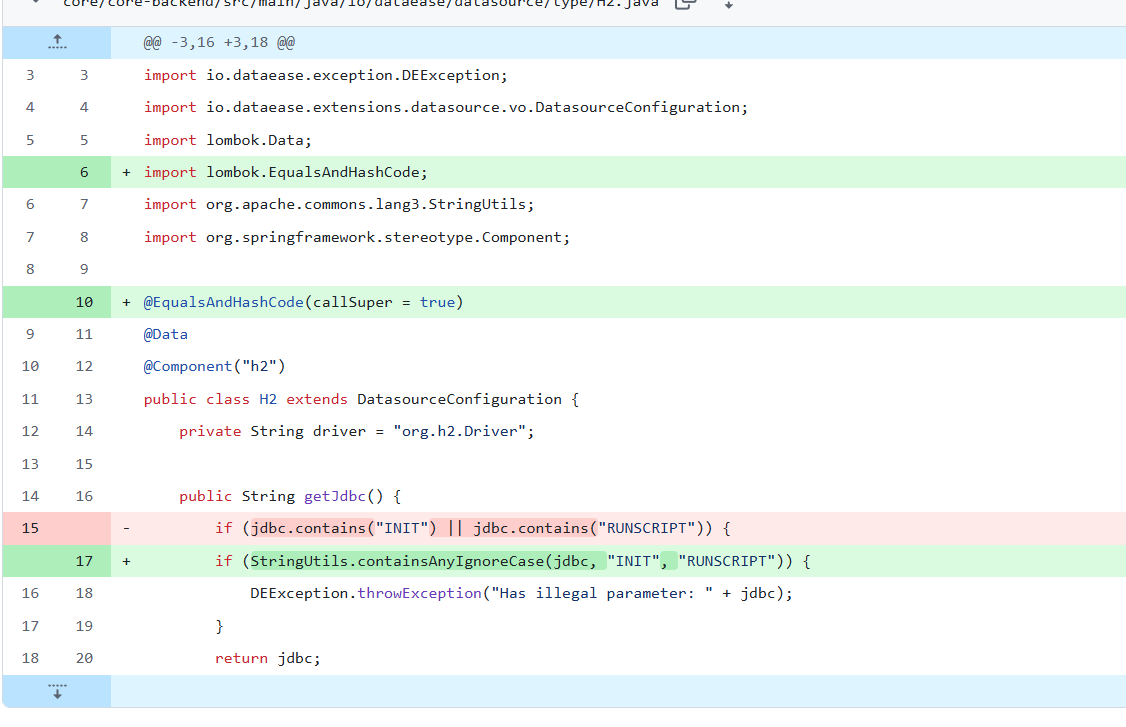 core/core-backend/src/main/java/io/dataease/datasource/type/H2.java
@@ -3,16 +3,18 @@
3 3 import io.dataease.exception.DEException;
4 4 import io.dataease.extensions.datasource.vo.DatasourceConfiguration;
5 5 import lombok.Data;
6 + import lombok.EqualsAndHashCode;
6 7 import org.apache.commons.lang3.StringUtils;
7 8 import org.springframework.stereotype.Component;
8 9
10 + @EqualsAndHashCode(callSuper = true)
9 11 @Data
10 12 @Component("h2")
11 13 public class H2 extends DatasourceConfiguration {
12 14 private String driver = "org.h2.Driver";
13 15
14 16 public String getJdbc() {
15 - if (jdbc.contains("INIT") || jdbc.contains("RUNSCRIPT")) {
17 + if (StringUtils.containsAnyIgnoreCase(jdbc, "INIT", "RUNSCRIPT")) {
16 18 DEException.throwException("Has illegal parameter: " + jdbc);
17 19 }
18 20 return jdbc;